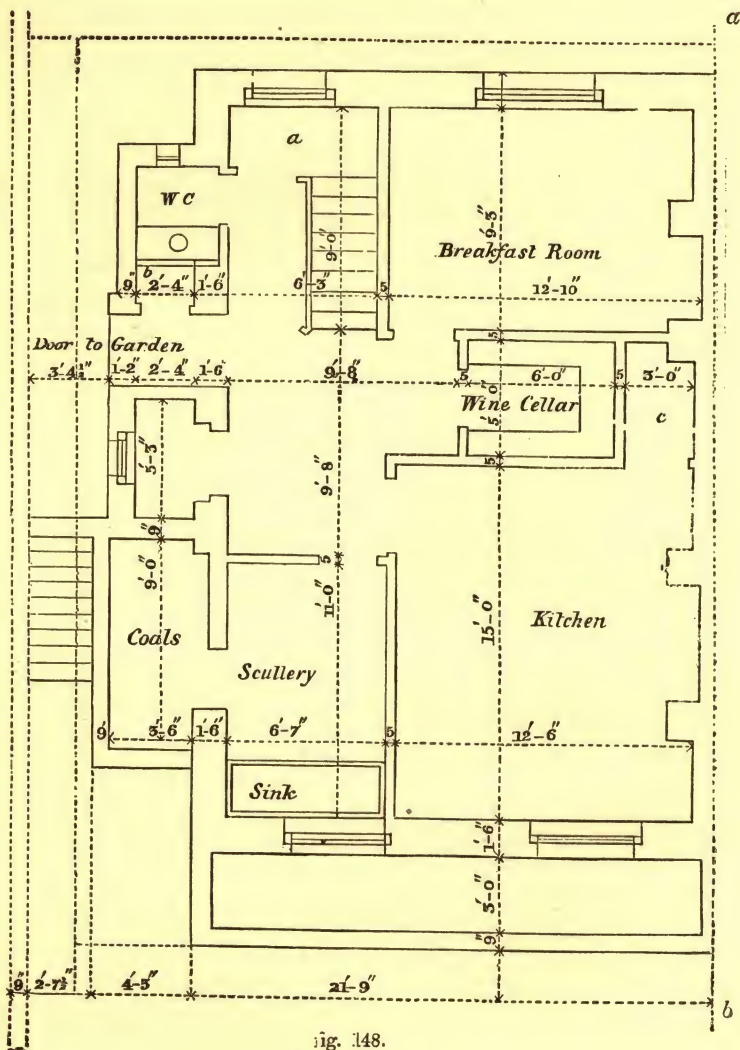 a
a
WC
9'-0"
9'-3"
Breakfast Room
b
9" 2'-4" 1'-6" 6'-3" 5 12'-10"
Door to Garden
5
3'-4½" 1'-2" 2'-4" 1'-6" 9'-8" 5 6'-0" 5 3'-0"
5'-0"
Wine Cellar
c
5'-3"
9'-8"
5
9"
9'-0"
5
11'-0"
15'-0"
Kitchen
Coals
Scullery
9" 3'-6" 1'-6" 6'-7" 5 12'-6"
Sink
1'-6"
3'-0"
9"
9" 2'-7½" 4'-5" 21'-9"
b
Fig. 148.